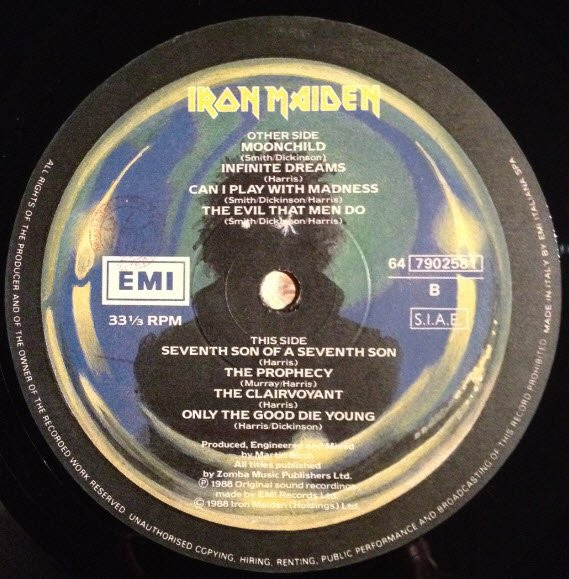 IRON MAIDEN
OTHER SIDE
MOONCHILD
(Smith/Dickinson)
INFINITE DREAMS
(Harris)
CAN I PLAY WITH MADNESS
(Smith/Dickinson/Harris)
THE EVIL THAT MEN DO
(Smith/Dickinson/Harris)
EMI
33⅓ RPM
64 7902581
B
S.I.A.E.
THIS SIDE
SEVENTH SON OF A SEVENTH SON
(Harris)
THE PROPHECY
(Murray/Harris)
THE CLAIRVOYANT
(Harris)
ONLY THE GOOD DIE YOUNG
(Harris/Dickinson)
Produced, Engineered and Mixed
by Martin Birch
All titles published
by Zomba Music Publishers Ltd.
Ⓟ 1988 Original sound recordings
made by EMI Records Ltd.
© 1988 Iron Maiden (Holdings) Ltd.
ALL RIGHTS OF THE PRODUCER AND OF THE OWNER OF THE RECORDED WORK RESERVED. UNAUTHORISED COPYING, HIRING, RENTING, PUBLIC PERFORMANCE AND BROADCASTING OF THIS RECORD PROHIBITED. MADE IN ITALY BY EMI ITALIANA SPA